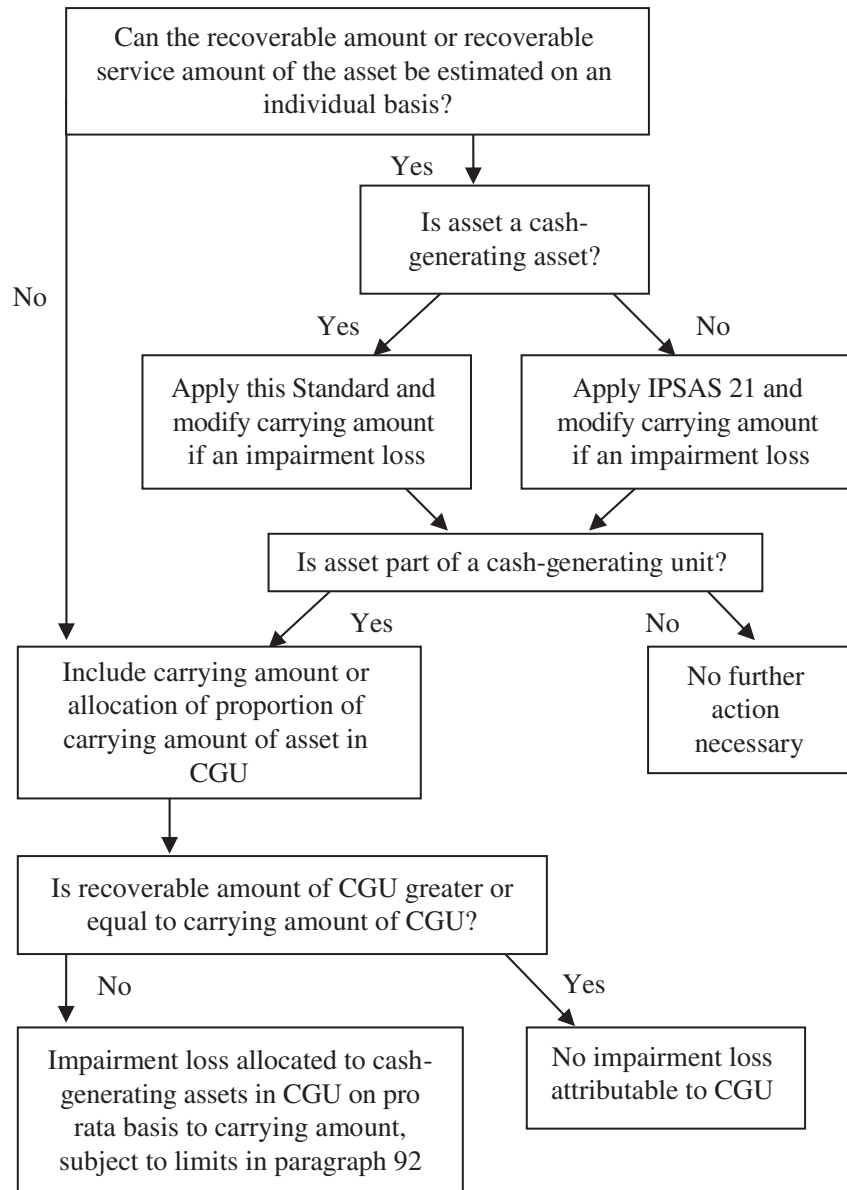 Can the recoverable amount or recoverable
service amount of the asset be estimated on an
individual basis?
Yes
Is asset a cash-
generating asset?
No
Yes
No
Apply this Standard and
modify carrying amount
if an impairment loss
Apply IPSAS 21 and
modify carrying amount
if an impairment loss
Is asset part of a cash-generating unit?
Yes
No
Include carrying amount or
allocation of proportion of
carrying amount of asset in
CGU
No further
action
necessary
Is recoverable amount of CGU greater or
equal to carrying amount of CGU?
No
Yes
Impairment loss allocated to cash-
generating assets in CGU on pro
rata basis to carrying amount,
subject to limits in paragraph 92
No impairment loss
attributable to CGU